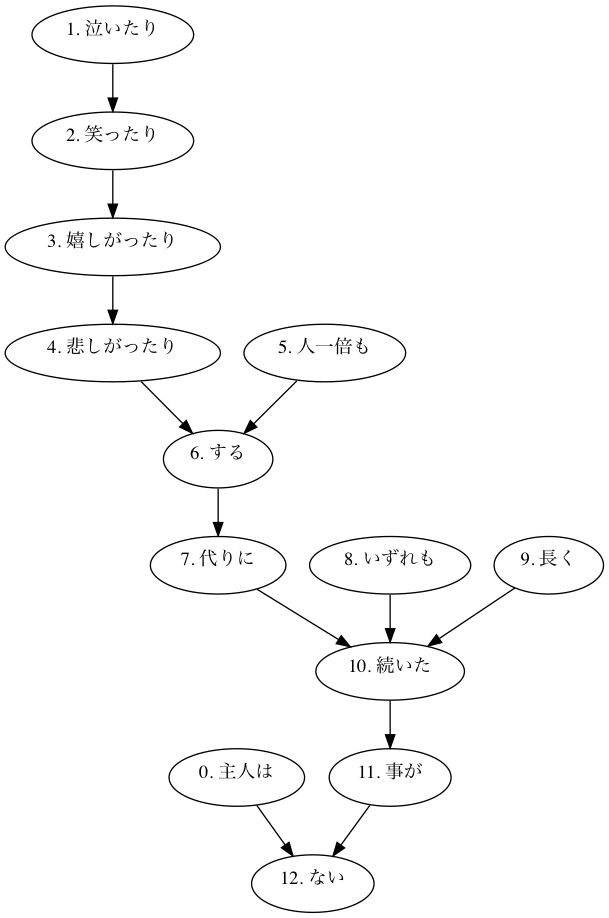 1. 泣いたり
2. 笑ったり
3. 嬉しがったり
4. 悲しがったり
5. 人一倍も
6. する
7. 代りに
8. いずれも
9. 長く
10. 続いた
0. 主人は
11. 事が
12. ない